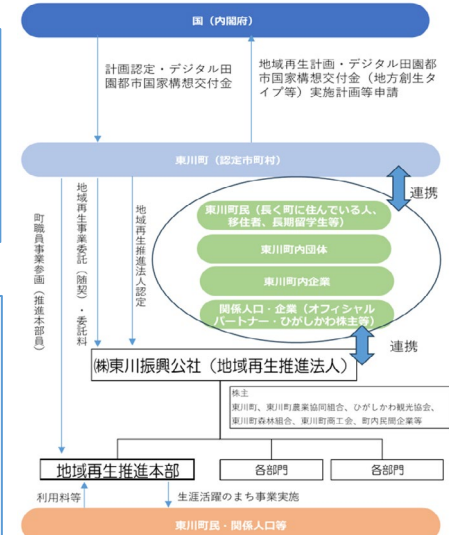 国（内閣府）
計画認定・デジタル田
園都市国家構想交付金
地域再生計画・デジタル田園都
市国家構想交付金（地方創生タ
イプ等）実施計画等申請
東川町（認定市町村）
連携
町職員事業参画（推進本部員）
地域再生事業委託（随契）・委託料
地域再生推進法人認定
東川町民（長く町に住んでいる人、
移住者、長期留学生等）
東川町内団体
東川町内企業
関係人口・企業（オフィシャル
パートナー・ひがしかわ株主等）
連携
㈱東川振興公社（地域再生推進法人）
株主
東川町、東川町農業協同組合、ひがしかわ観光協会、
東川町森林組合、東川町商工会、町内民間企業等
地域再生推進本部
各部門
各部門
利用料等
生涯活躍のまち事業実施
東川町民・関係人口等